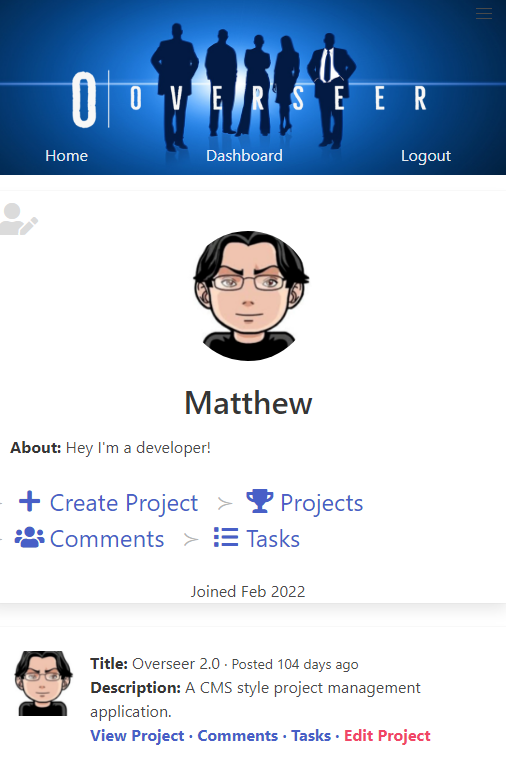 O OVERSEER
Home Dashboard Logout
Matthew
About: Hey I'm a developer!
Create Project ≻ Projects
Comments ≻ Tasks
Joined Feb 2022
Title: Overseer 2.0 · Posted 104 days ago
Description: A CMS style project management
application.
View Project · Comments · Tasks · Edit Project